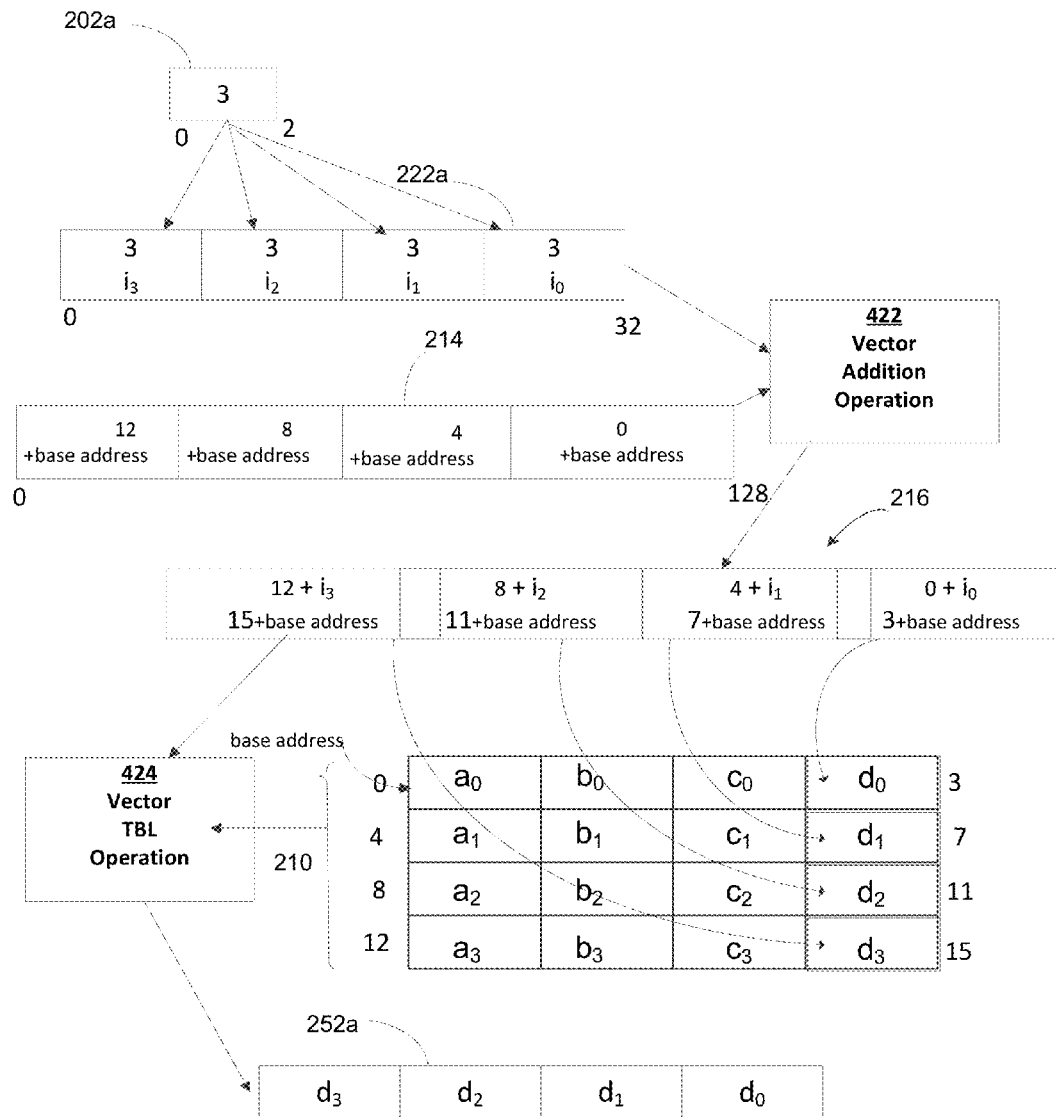 202a
3
0 2
222a
3 3 3 3
i3 i2 i1 i0
0 32
214
422
Vector
Addition
Operation
12 8 4 0
+base address +base address +base address +base address
0 128
216
12 + i3 8 + i2 4 + i1 0 + i0
15+base address 11+base address 7+base address 3+base address
base address
424
Vector
TBL
Operation
210
0 a0 b0 c0 d0 3
4 a1 b1 c1 d1 7
8 a2 b2 c2 d2 11
12 a3 b3 c3 d3 15
252a
d3 d2 d1 d0